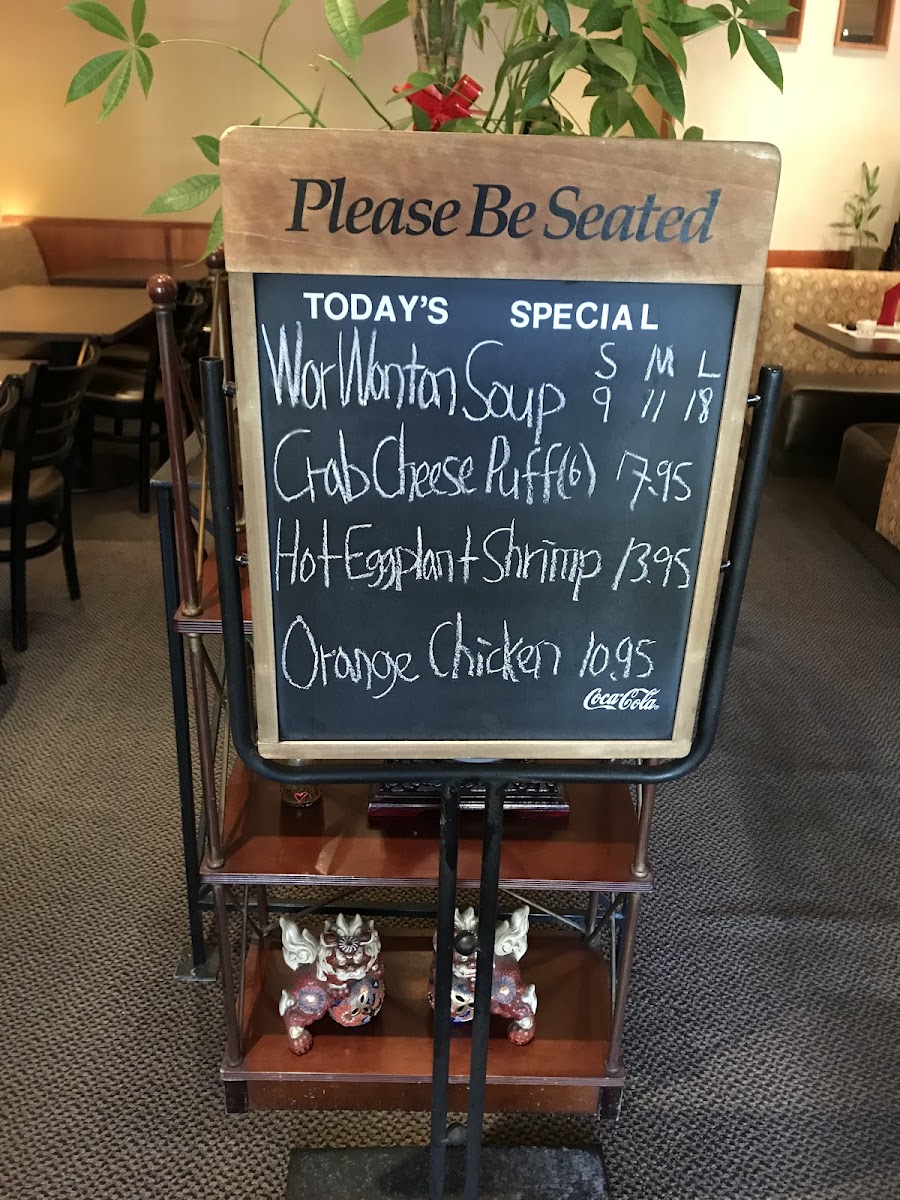 Please Be Seated
TODAY'S SPECIAL
S M L
Wor Wonton Soup 9 11 18
Crab Cheese Puff (6) 7.95
Hot Eggplant Shrimp 13.95
Orange Chicken 10.95
Coca-Cola